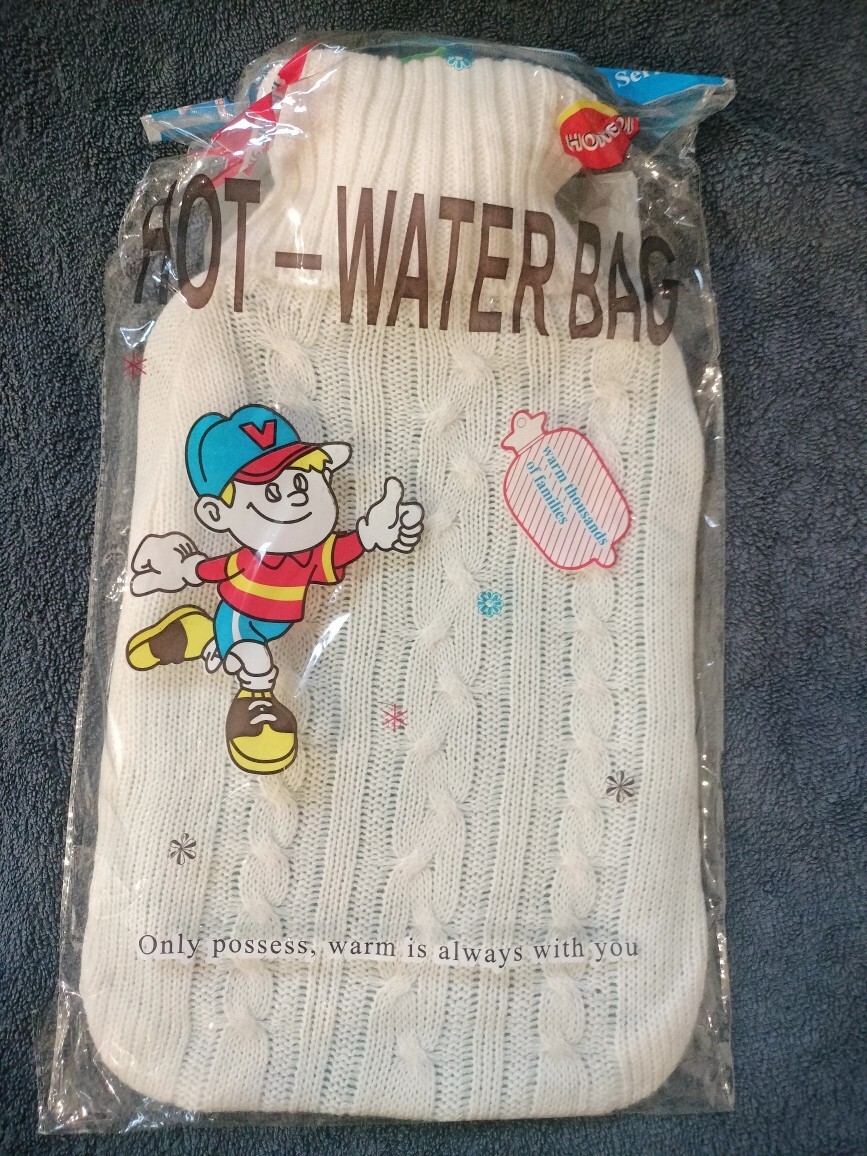 HOT-WATER BAG
V
warm thousands
of families
Only possess, warm is always with you